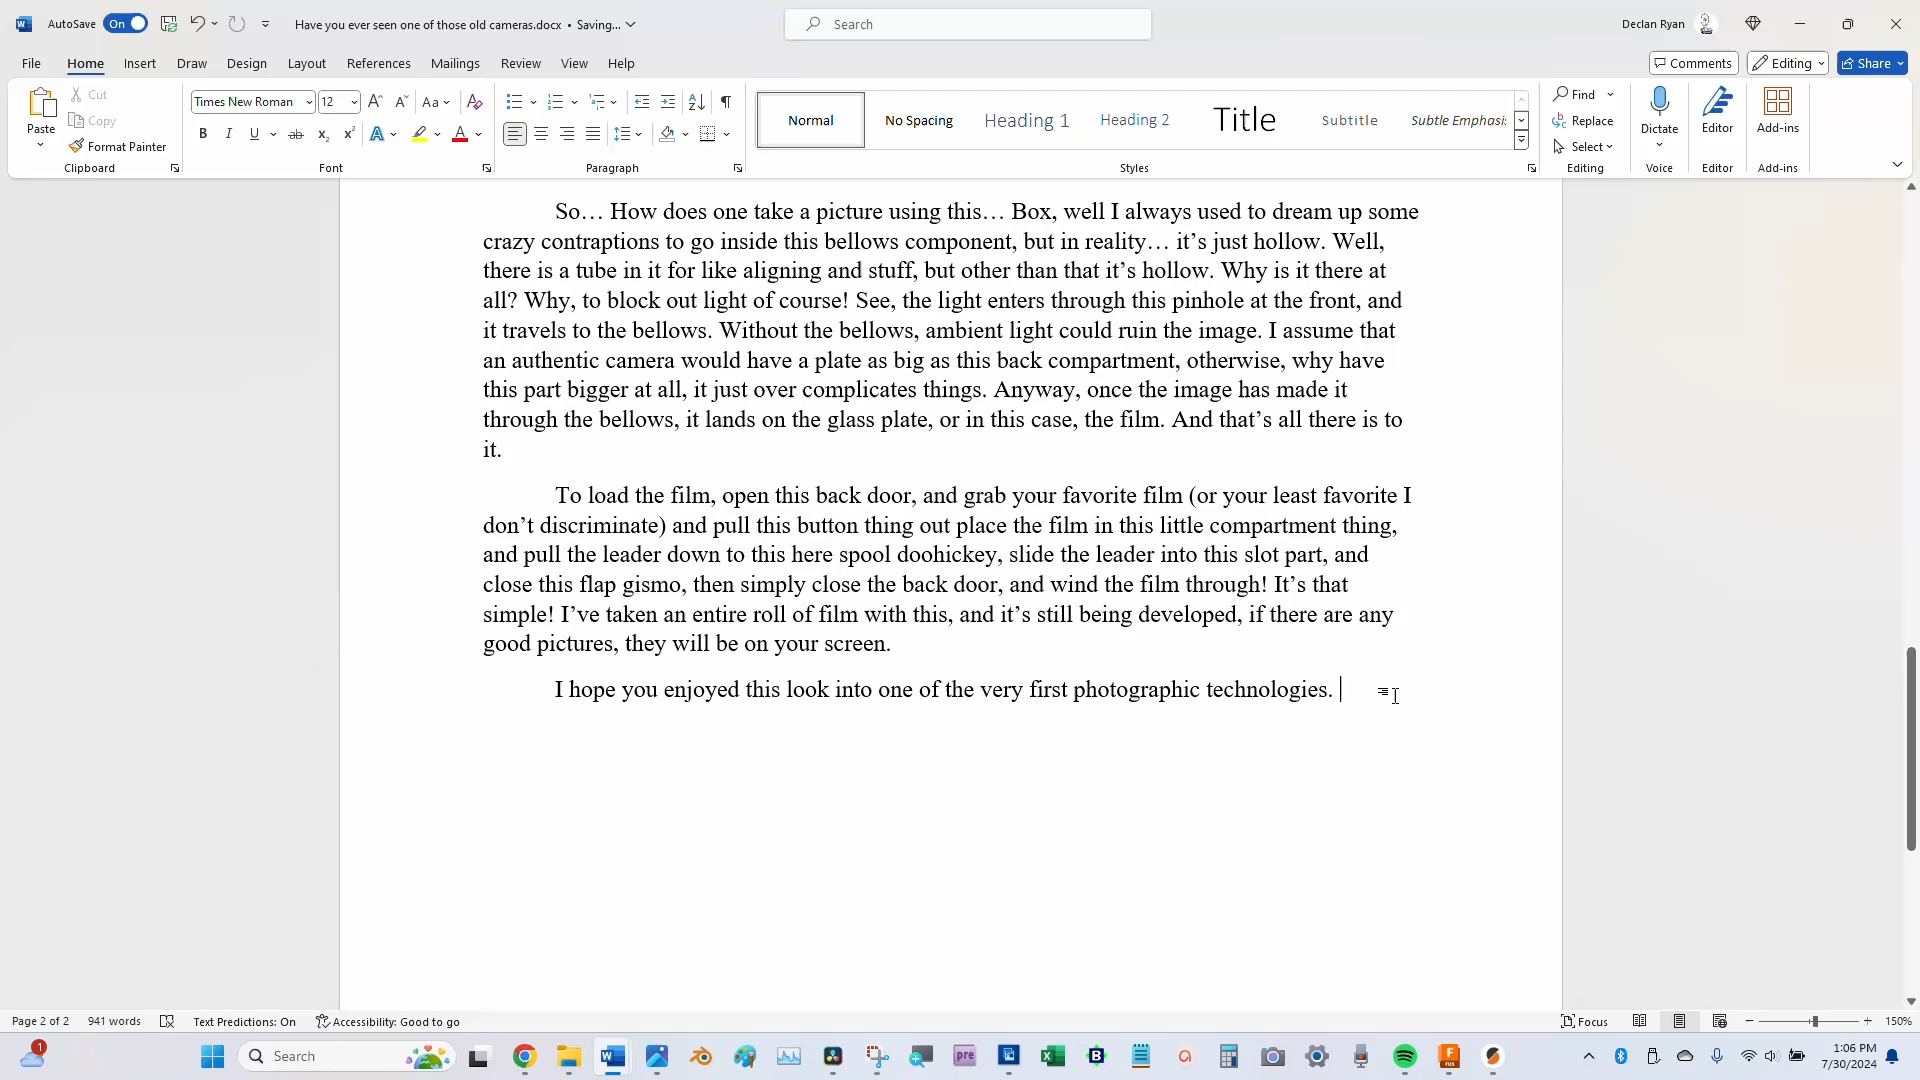 AutoSave On Have you ever seen one of those old cameras.docx • Saving... Search Declan Ryan
File Home Insert Draw Design Layout References Mailings Review View Help Comments Editing Share
Paste Cut Copy Format Painter Clipboard
Times New Roman 12 Aa Font
Paragraph
Normal No Spacing Heading 1 Heading 2 Title Subtitle Subtle Emphasis Styles
Find Replace Select Editing
Dictate Voice Editor Editor Add-ins Add-ins
So… How does one take a picture using this… Box, well I always used to dream up some
crazy contraptions to go inside this bellows component, but in reality… it’s just hollow. Well,
there is a tube in it for like aligning and stuff, but other than that it’s hollow. Why is it there at
all? Why, to block out light of course! See, the light enters through this pinhole at the front, and
it travels to the bellows. Without the bellows, ambient light could ruin the image. I assume that
an authentic camera would have a plate as big as this back compartment, otherwise, why have
this part bigger at all, it just over complicates things. Anyway, once the image has made it
through the bellows, it lands on the glass plate, or in this case, the film. And that’s all there is to
it.
To load the film, open this back door, and grab your favorite film (or your least favorite I
don’t discriminate) and pull this button thing out place the film in this little compartment thing,
and pull the leader down to this here spool doohickey, slide the leader into this slot part, and
close this flap gismo, then simply close the back door, and wind the film through! It’s that
simple! I’ve taken an entire roll of film with this, and it’s still being developed, if there are any
good pictures, they will be on your screen.
I hope you enjoyed this look into one of the very first photographic technologies.
Page 2 of 2 941 words Text Predictions: On Accessibility: Good to go Focus 150%
1 Search pre FUS 1:06 PM
7/30/2024